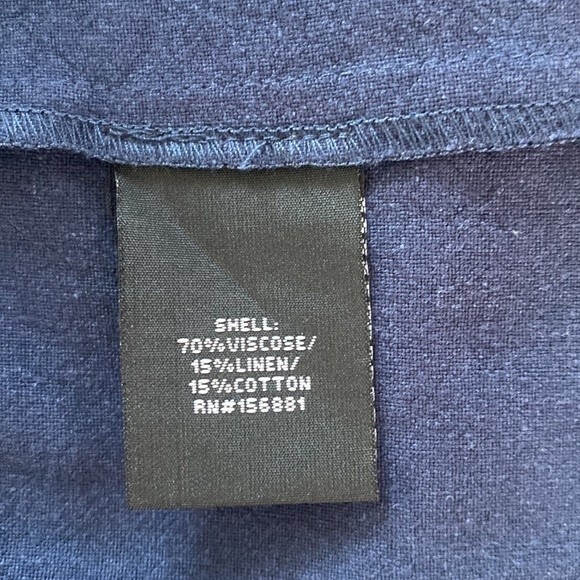 SHELL:
70%VISCOSE/
15%LINEN/
15%COTTON
RN#156881